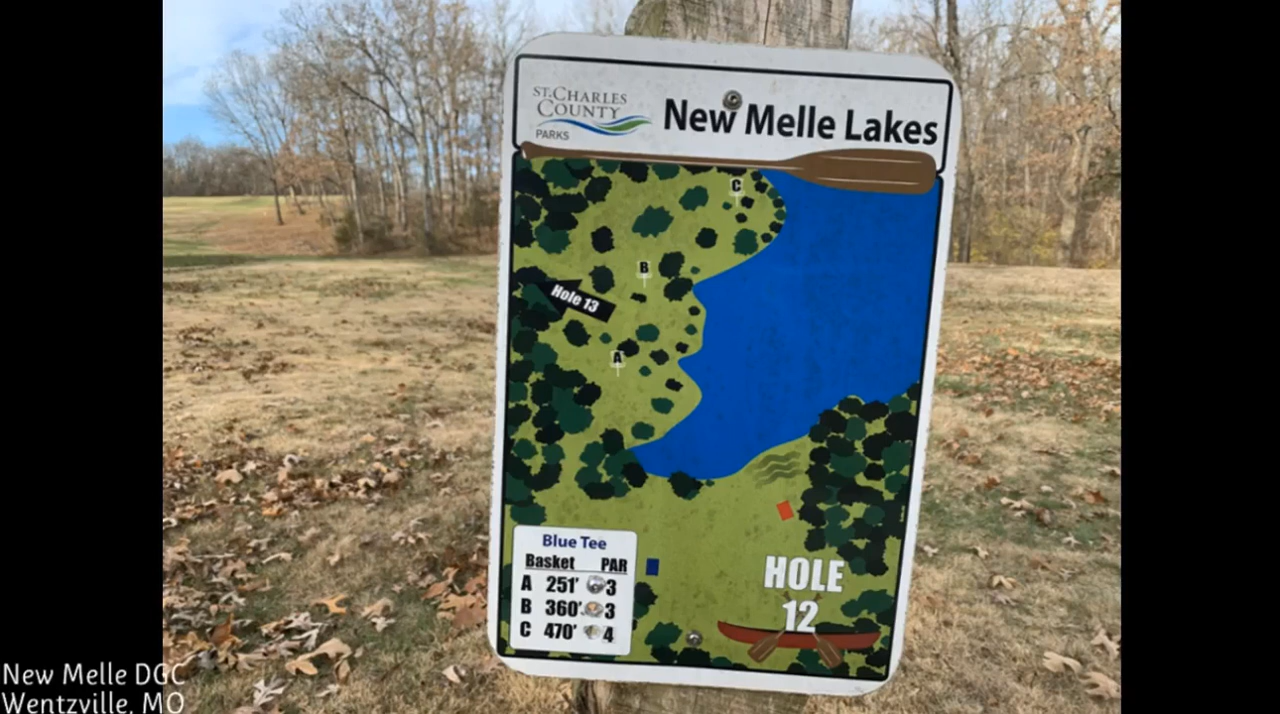 ST. CHARLES
COUNTY
PARKS
New Melle Lakes
C
B
Hole 13
A
Blue Tee
Basket PAR
A 251' 3
B 360' 3
C 470' 4
HOLE
12
New Melle DGC
Wentzville, MO